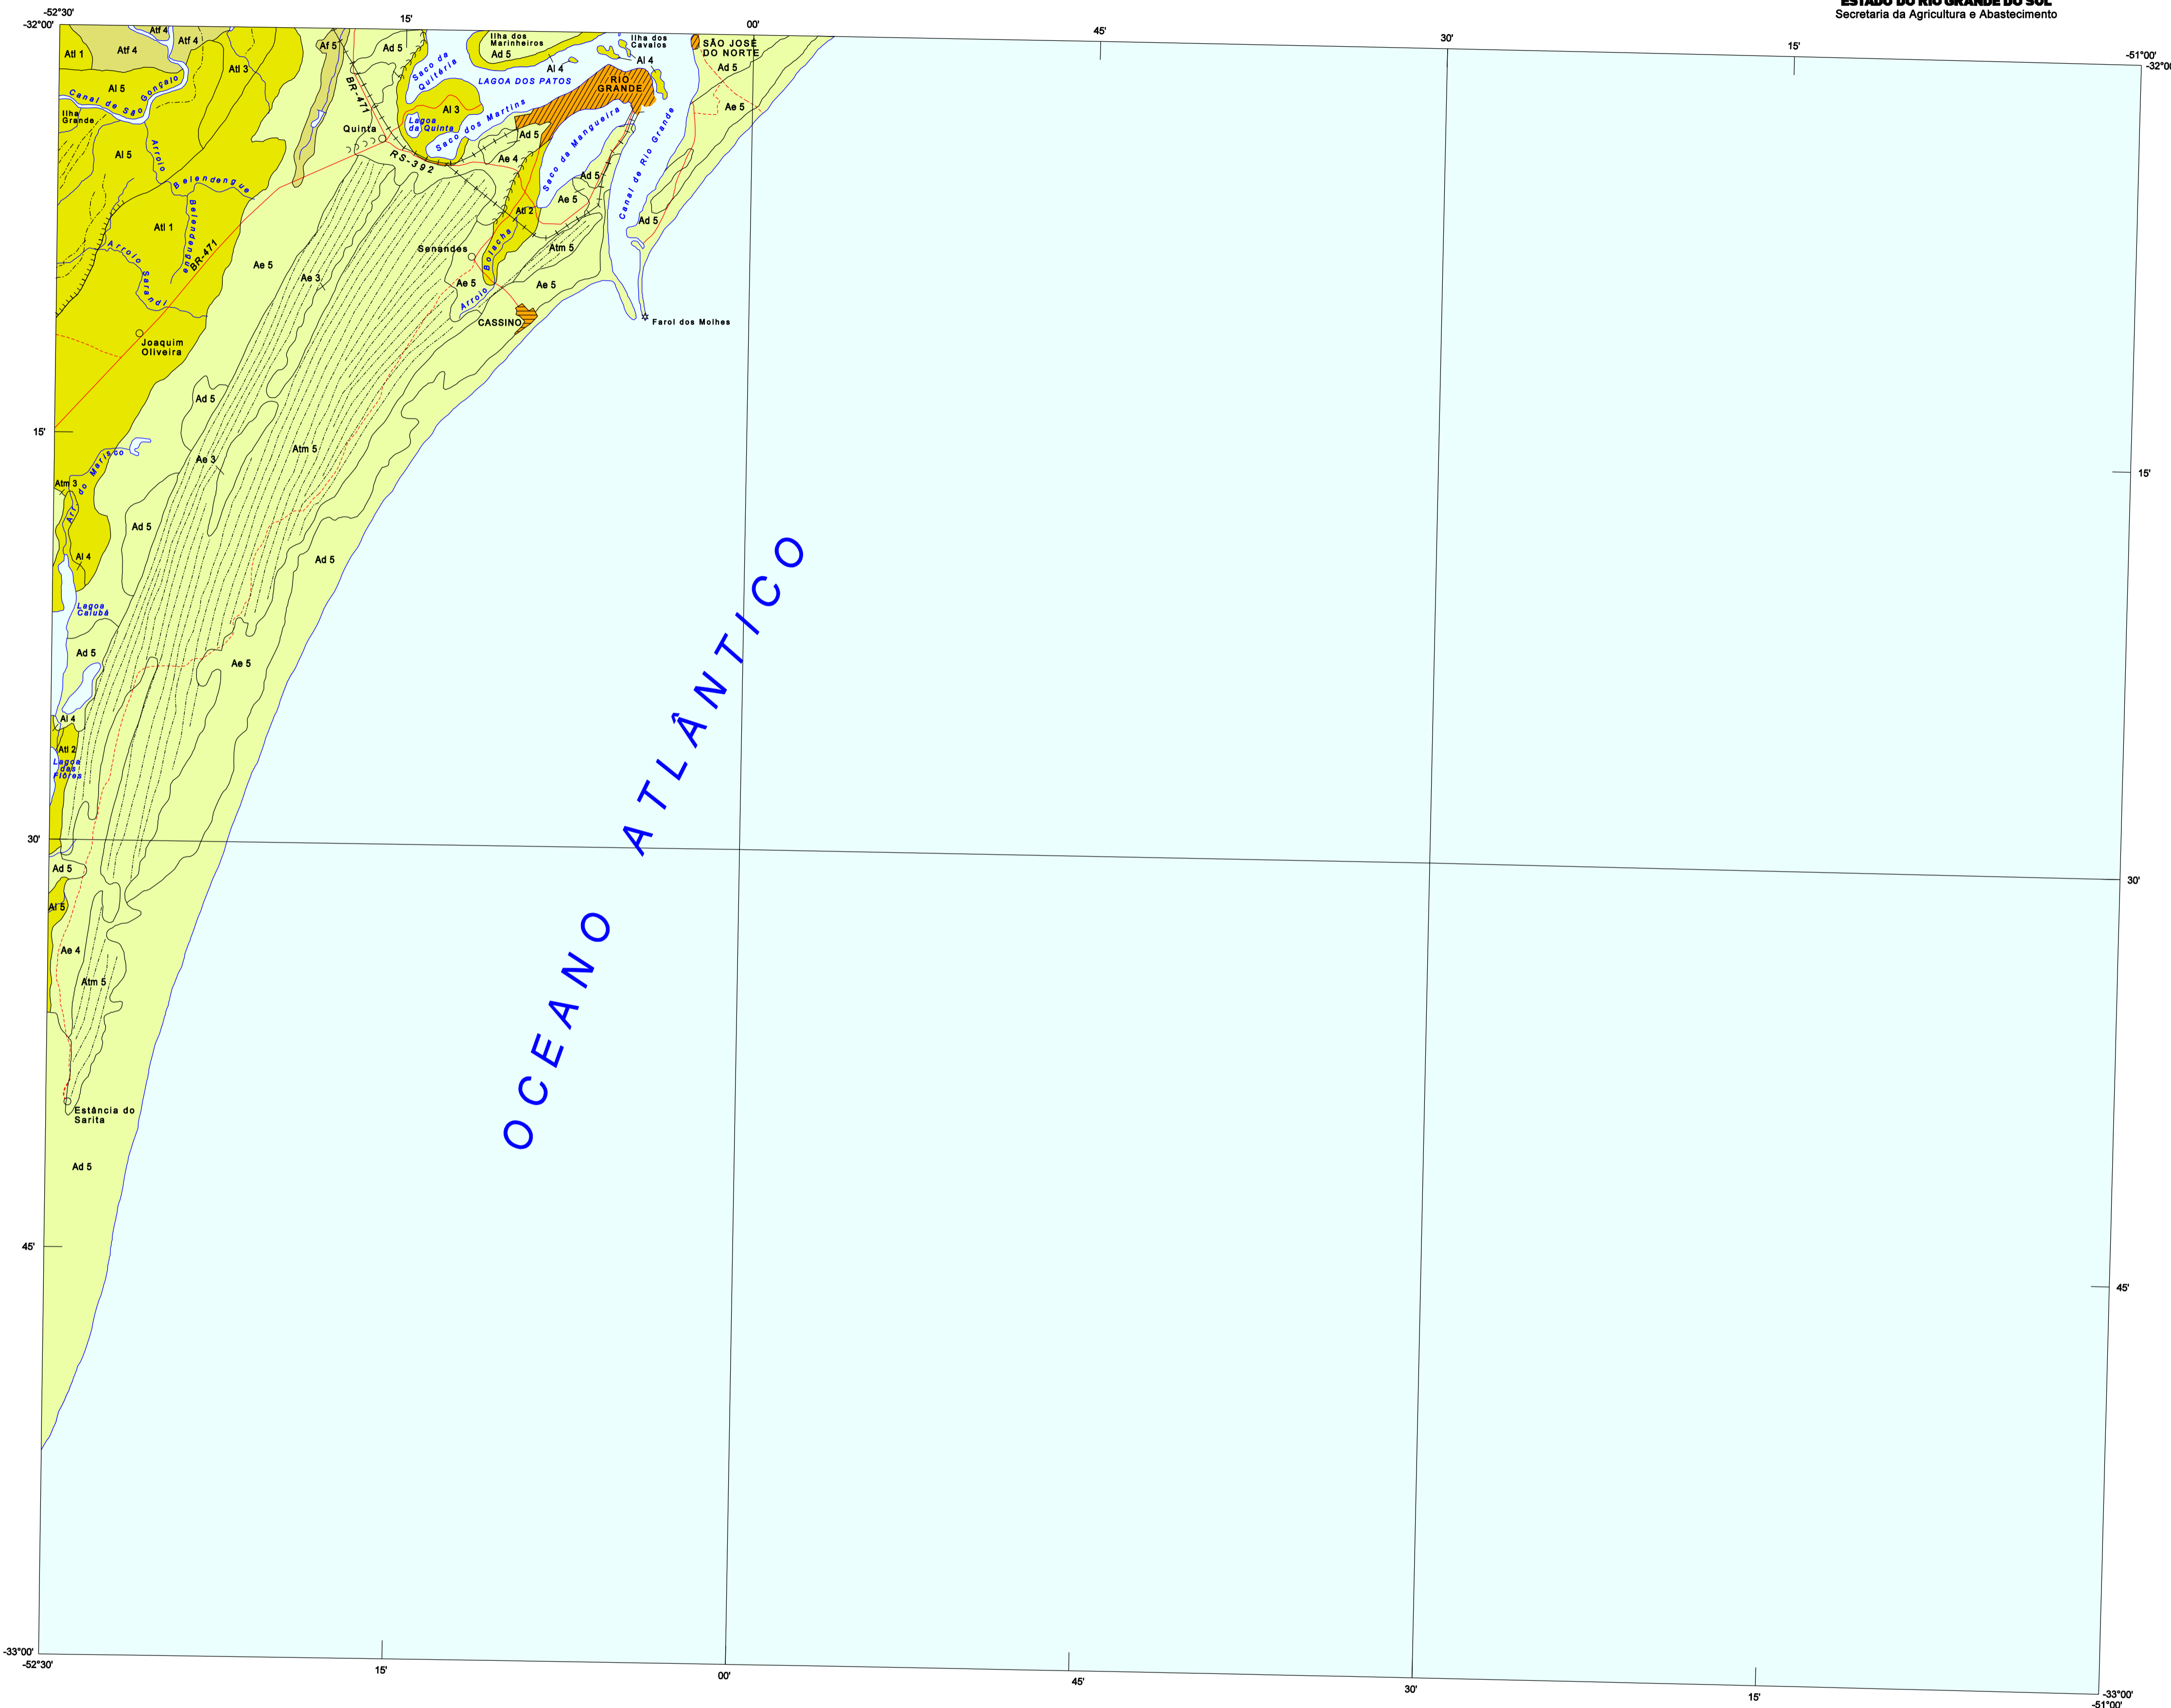 ESTADO DO RIO GRANDE DO SUL
Secretaria da Agricultura e Abastecimento
-52°30'
-32°00'
15'
00'
45'
30'
15'
-51°00'
-32°00'
Atl 1
Atf 4
Atf 4
Atf 4
Atl 3
Af 5
Ad 5
BR-471
Saco da
Quitéria
Ilha dos
Marinheiros
Ad 5
Al 4
LAGOA DOS PATOS
Ilha dos
Cavalos
Al 4
SÃO JOSÉ
DO NORTE
Ad 5
RIO
GRANDE
Ae 5
Al 5
Canal de São Gonçalo
Ilha
Grande
Al 5
Arroio
Belendengue
Belendengue
Quinta
Al 3
Lagoa
da Quinta
Saco dos Martins
RS-392
Ad 5
Ae 4
Saco da Mangueira
Canal de Rio Grande
Ad 5
Ae 5
Atl 2
Ad 5
Atl 1
Arroio Sarandi
BR-471
Ae 5
Ae 3
Senandes
Arroio Bolacha
Atm 5
Ae 5
Ae 5
CASSINO
Farol dos Molhes
Joaquim
Oliveira
Ad 5
15'
15'
Arr. do Marisco
Ae 3
Atm 5
Atm 3
Ad 5
Al 4
Ad 5
Lagoa
Caiubá
Ad 5
Ae 5
Al 4
Atl 2
Lagoa
das
Flôres
OCEANO ATLÂNTICO
30'
30'
Ad 5
Al 5
Ae 4
Atm 5
Estância do
Sarita
Ad 5
45'
45'
-33°00'
-52°30'
15'
00'
45'
30'
15'
-33°00'
-51°00'